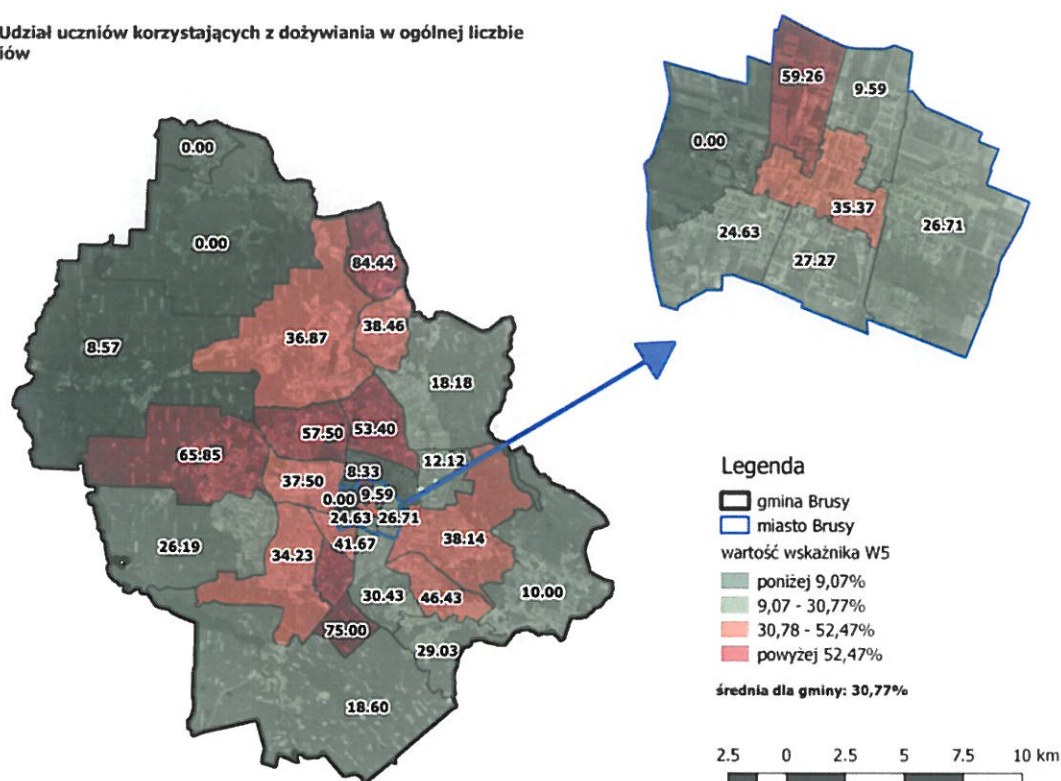 Udział uczniów korzystających z dożywiania w ogólnej liczbie
iów
59.26
9.59
0.00
35.37
26.71
24.63
27.27
0.00
0.00
84.44
38.46
36.87
8.57
18.18
57.50
53.40
65.85
12.12
8.33
37.50
0.00
9.59
24.63
26.71
41.67
38.14
26.19
34.23
30.43
46.43
10.00
75.00
29.03
18.60
Legenda
gmina Brusy
miasto Brusy
wartość wskaźnika W5
poniżej 9,07%
9,07 - 30,77%
30,78 - 52,47%
powyżej 52,47%
średnia dla gminy: 30,77%
2.5 0 2.5 5 7.5 10 km